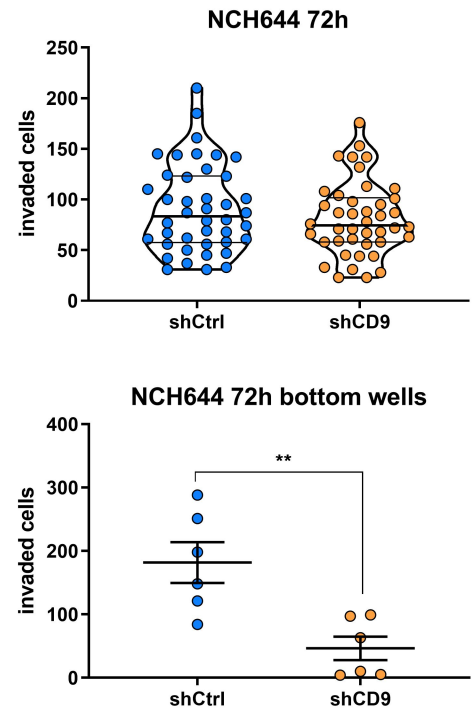 NCH644 72h
250
200
150
100
50
0
invaded cells
shCtrl
shCD9
NCH644 72h bottom wells
400
300
200
100
0
invaded cells
**
shCtrl
shCD9